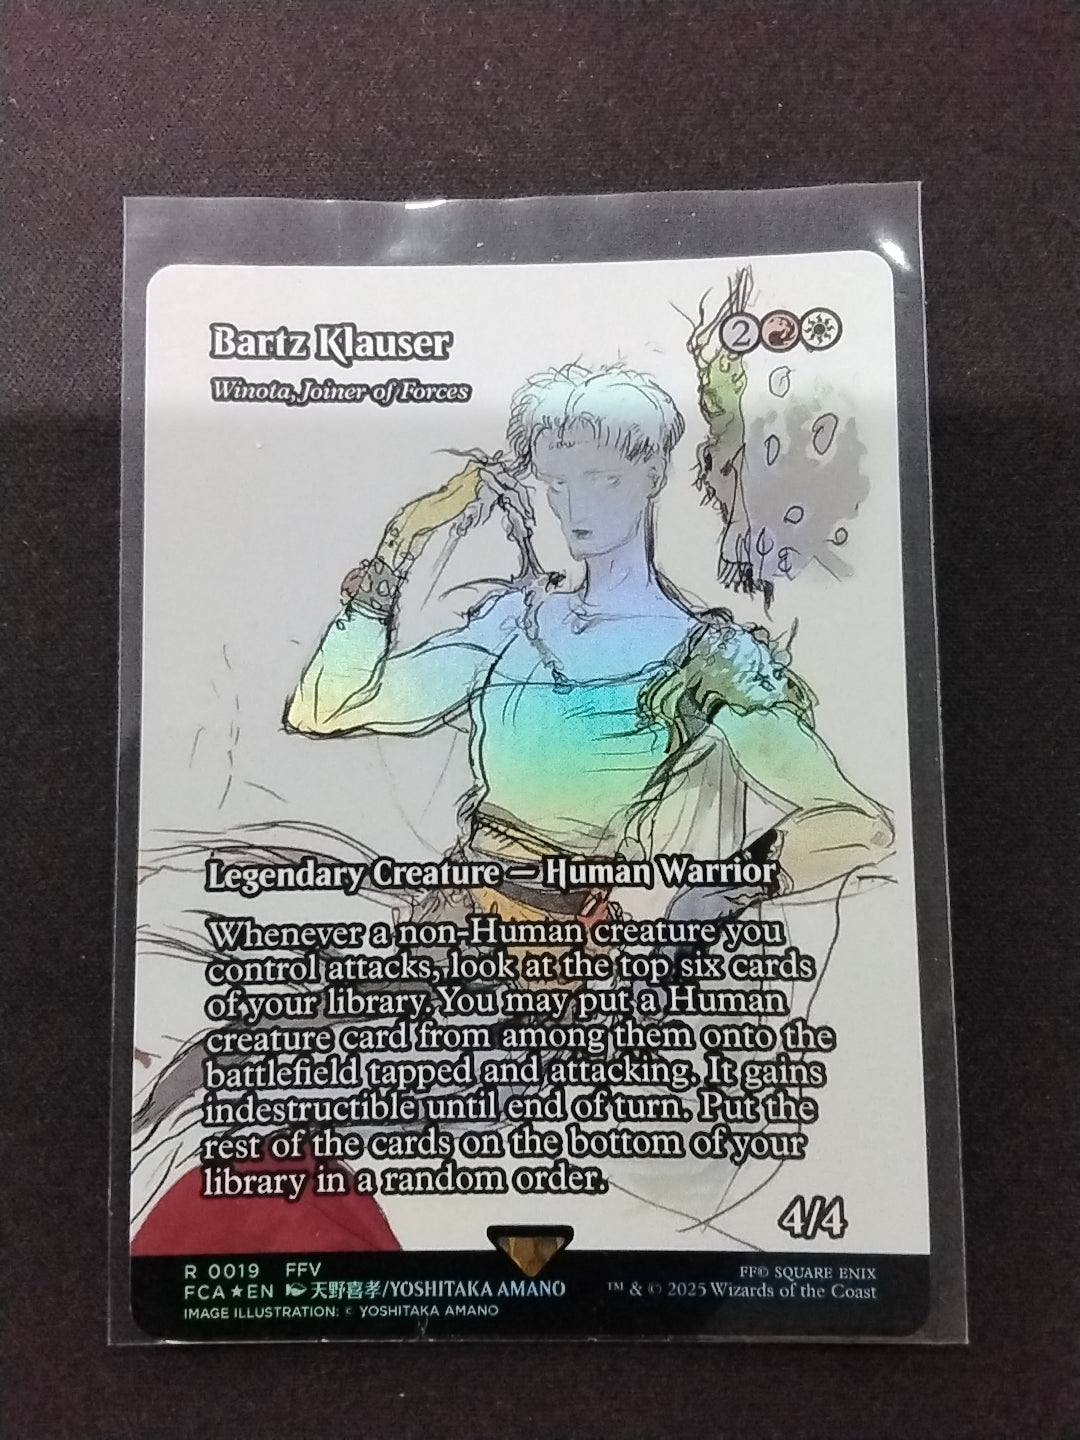 Bartz Klauser
2
Winota, Joiner of Forces
Legendary Creature — Human Warrior
Whenever a non-Human creature you
control attacks, look at the top six cards
of your library. You may put a Human
creature card from among them onto the
battlefield tapped and attacking. It gains
indestructible until end of turn. Put the
rest of the cards on the bottom of your
library in a random order.
4/4
R 0019 FFV
FCA★EN 天野喜孝/YOSHITAKA AMANO
IMAGE ILLUSTRATION: © YOSHITAKA AMANO
FF© SQUARE ENIX
™ & © 2025 Wizards of the Coast